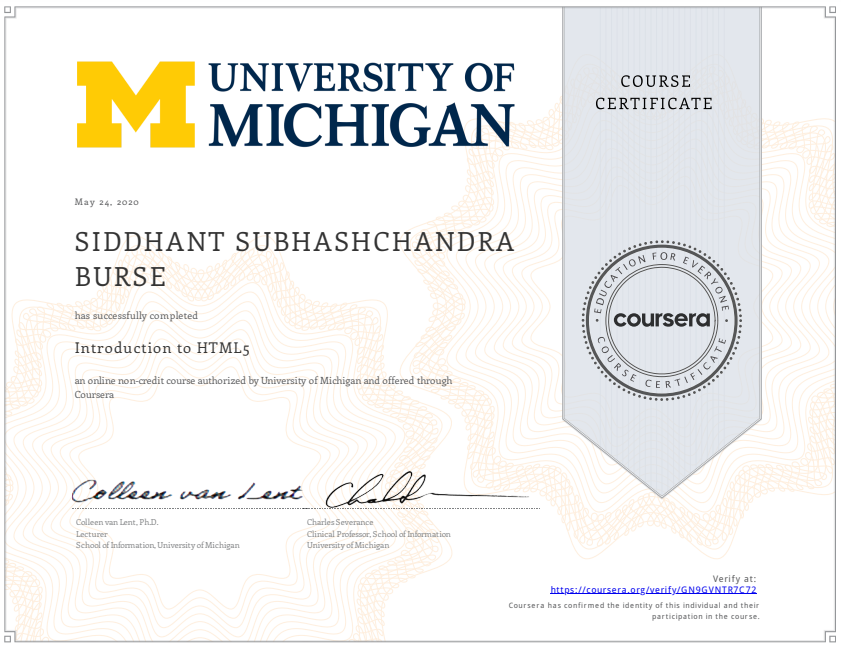 UNIVERSITY OF
MICHIGAN
COURSE
CERTIFICATE
May 24, 2020
SIDDHANT SUBHASHCHANDRA
BURSE
has successfully completed
Introduction to HTML5
an online non-credit course authorized by University of Michigan and offered through
Coursera
EDUCATION FOR EVERYONE
coursera
COURSE CERTIFICATE
Colleen van Lent
Colleen van Lent, Ph.D.
Lecturer
School of Information, University of Michigan
Charles Severance
Clinical Professor, School of Information
University of Michigan
Verify at:
https://coursera.org/verify/GN9GVNTR7C72
Coursera has confirmed the identity of this individual and their
participation in the course.